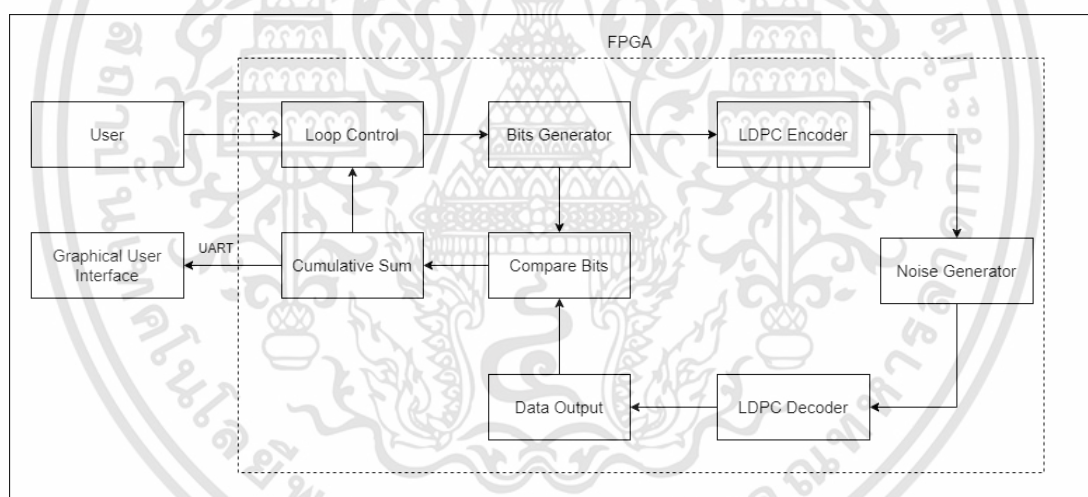 FPGA
User
Loop Control
Bits Generator
LDPC Encoder
Graphical User
Interface
UART
Cumulative Sum
Compare Bits
Noise Generator
Data Output
LDPC Decoder